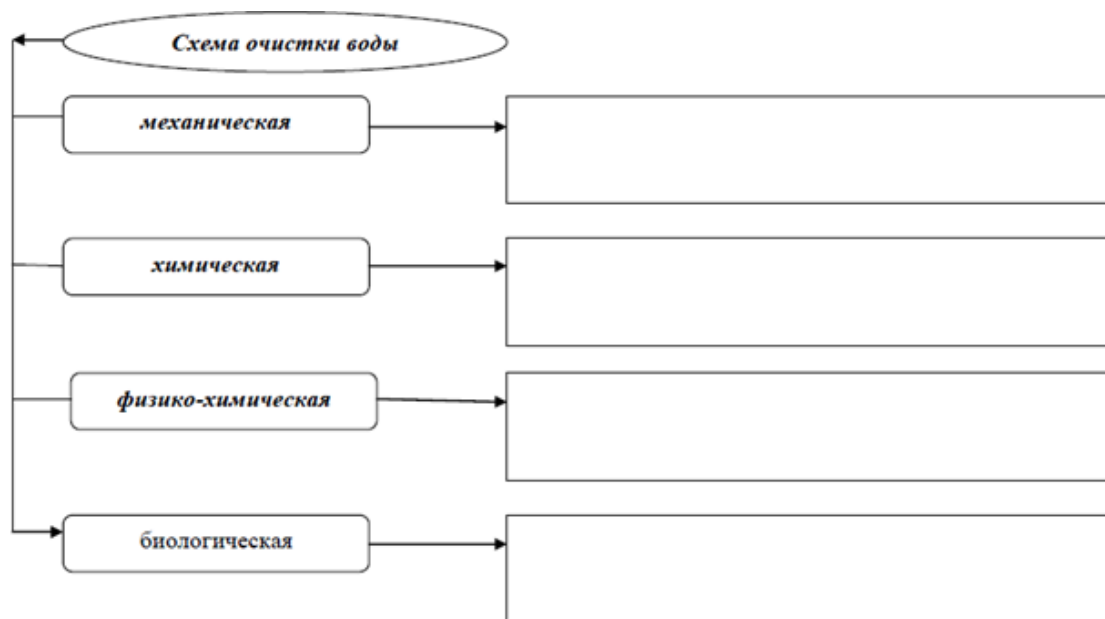 Схема очистки воды
механическая
химическая
физико-химическая
биологическая